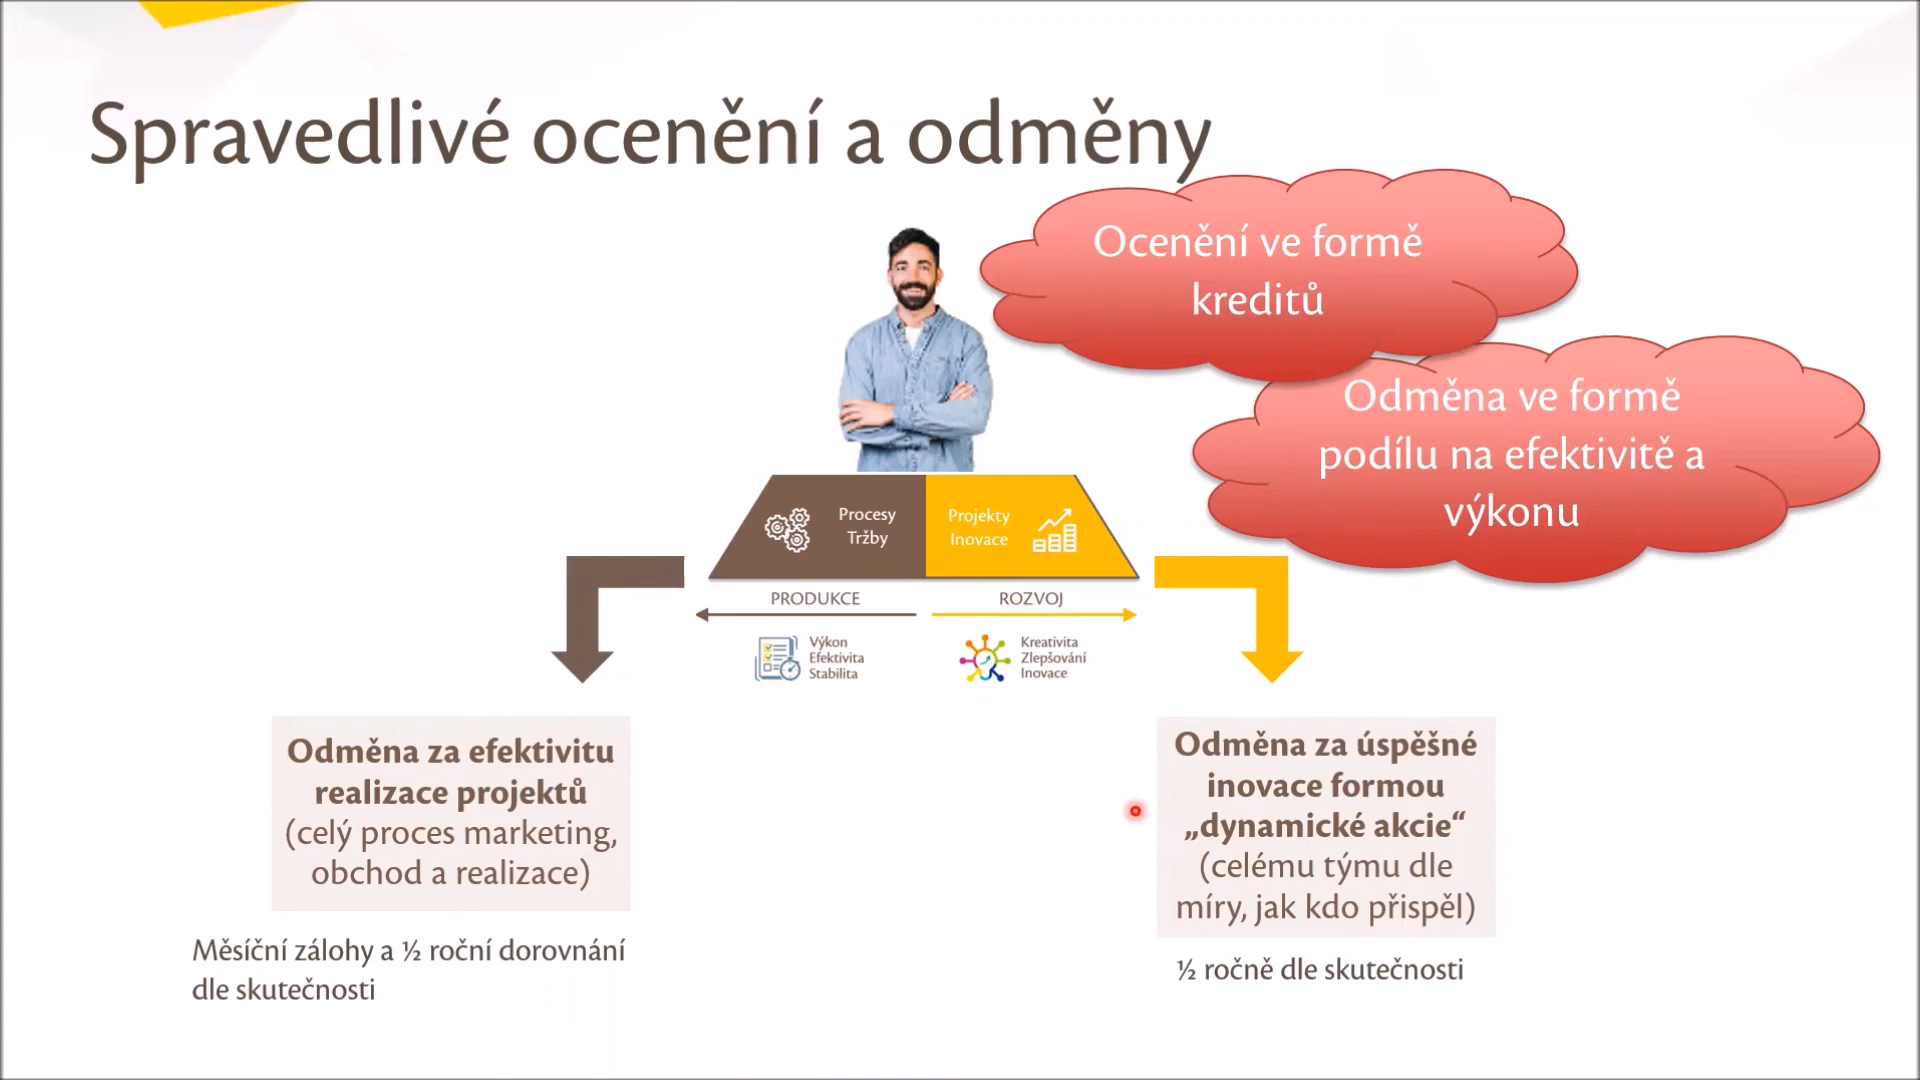 Spravedlivé ocenění a odměny
Ocenění ve formě
kreditů
Odměna ve formě
podílu na efektivitě a
výkonu
Procesy
Tržby
Projekty
Inovace
PRODUKCE
ROZVOJ
Výkon
Efektivita
Stabilita
Kreativita
Zlepšování
Inovace
Odměna za efektivitu
realizace projektů
(celý proces marketing,
obchod a realizace)
Měsíční zálohy a ½ roční dorovnání
dle skutečnosti
Odměna za úspěšné
inovace formou
„dynamické akcie“
(celému týmu dle
míry, jak kdo přispěl)
½ ročně dle skutečnosti